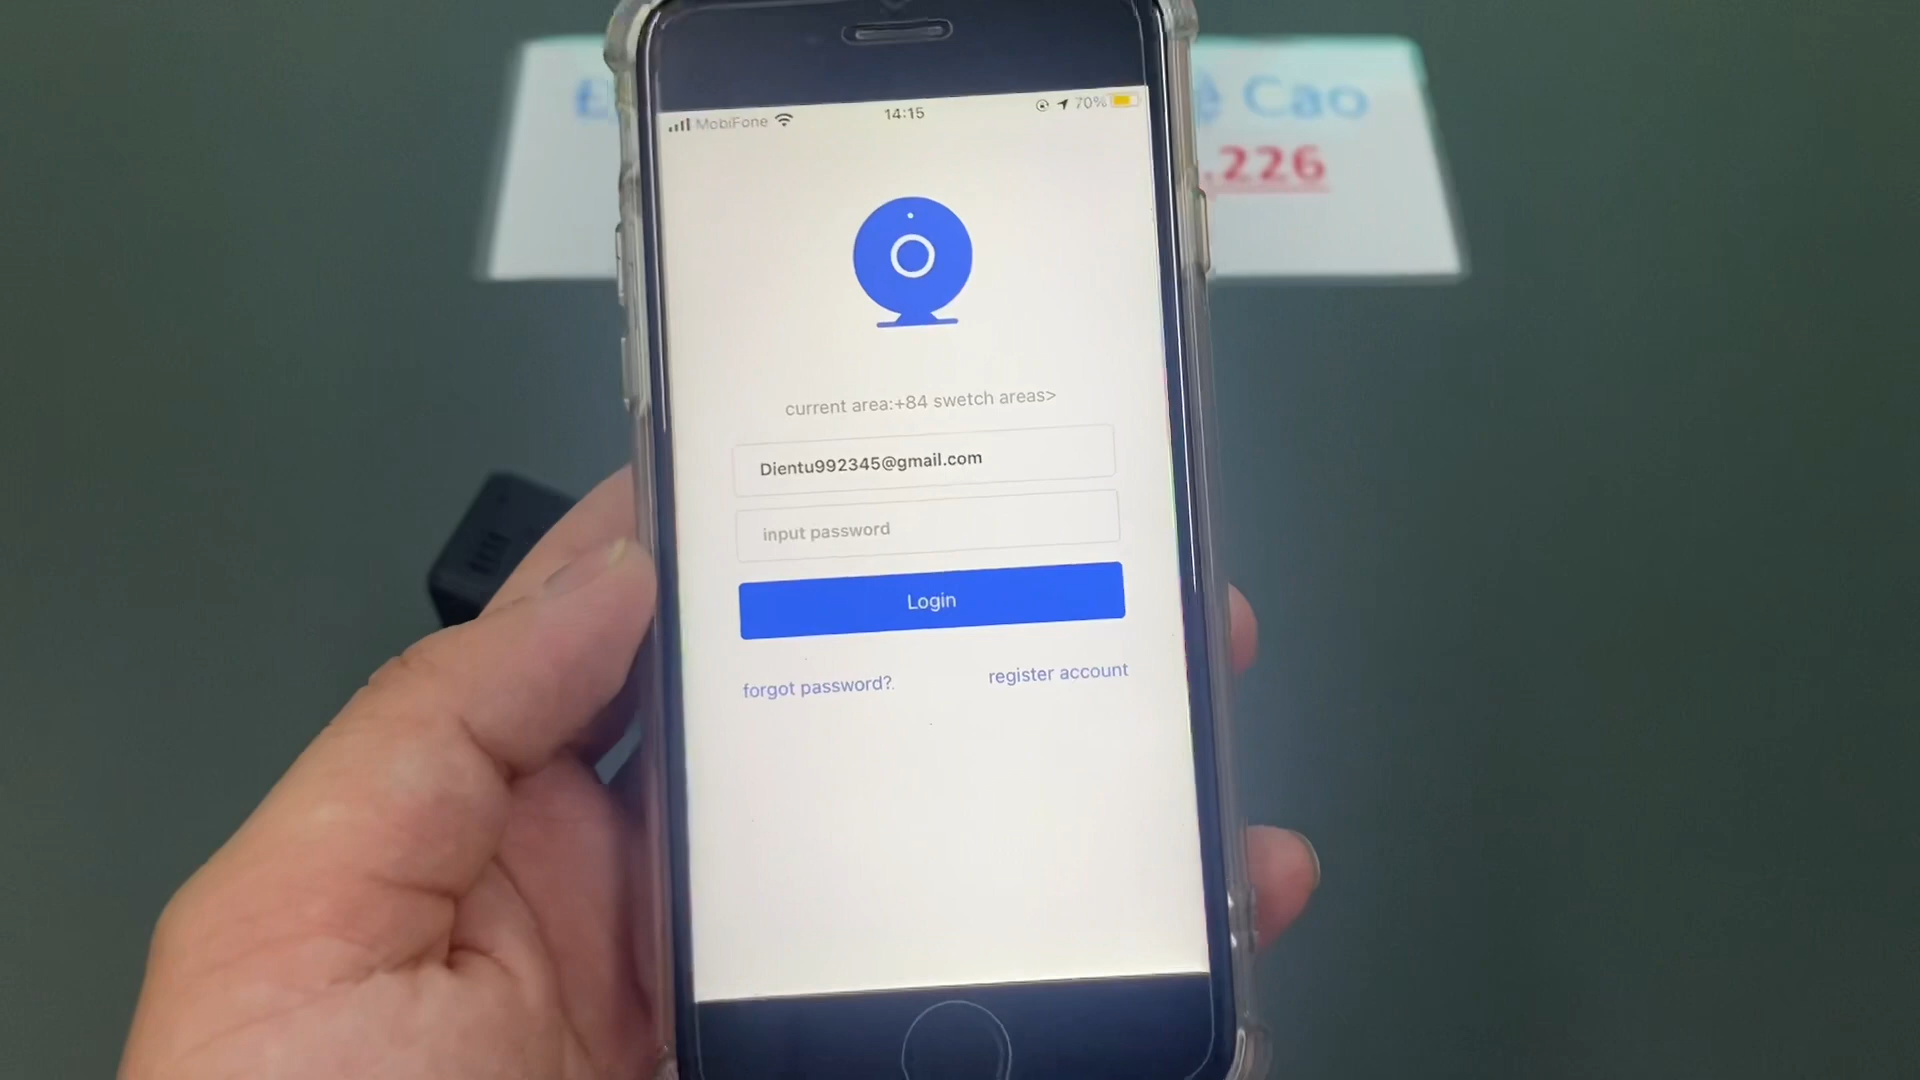 Cao
.226
MobiFone
14:15
70%
current area:+84 swetch areas>
Dientu992345@gmail.com
input password
Login
forgot password?
register account